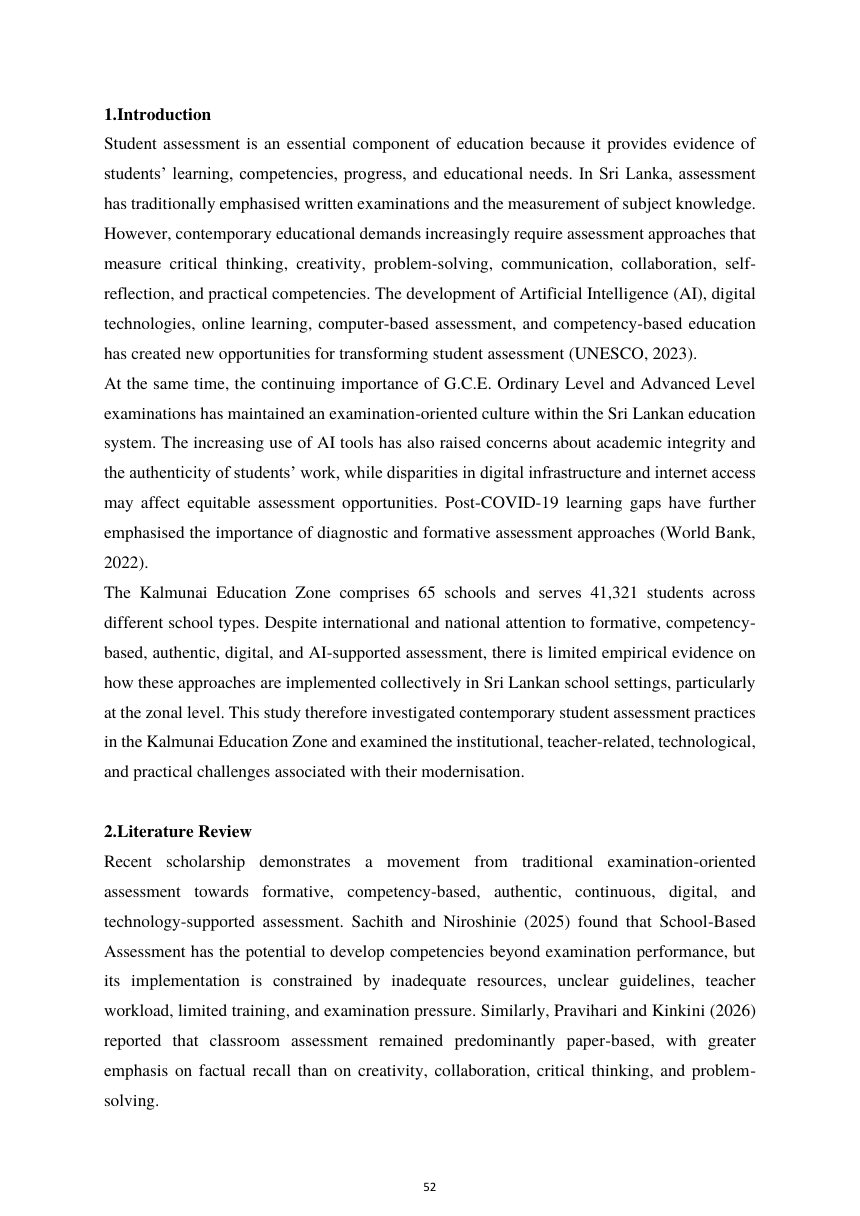 1.Introduction
Student assessment is an essential component of education because it provides evidence of
students’ learning, competencies, progress, and educational needs. In Sri Lanka, assessment
has traditionally emphasised written examinations and the measurement of subject knowledge.
However, contemporary educational demands increasingly require assessment approaches that
measure critical thinking, creativity, problem-solving, communication, collaboration, self-
reflection, and practical competencies. The development of Artificial Intelligence (AI), digital
technologies, online learning, computer-based assessment, and competency-based education
has created new opportunities for transforming student assessment (UNESCO, 2023).
At the same time, the continuing importance of G.C.E. Ordinary Level and Advanced Level
examinations has maintained an examination-oriented culture within the Sri Lankan education
system. The increasing use of AI tools has also raised concerns about academic integrity and
the authenticity of students’ work, while disparities in digital infrastructure and internet access
may affect equitable assessment opportunities. Post-COVID-19 learning gaps have further
emphasised the importance of diagnostic and formative assessment approaches (World Bank,
2022).
The Kalmunai Education Zone comprises 65 schools and serves 41,321 students across
different school types. Despite international and national attention to formative, competency-
based, authentic, digital, and AI-supported assessment, there is limited empirical evidence on
how these approaches are implemented collectively in Sri Lankan school settings, particularly
at the zonal level. This study therefore investigated contemporary student assessment practices
in the Kalmunai Education Zone and examined the institutional, teacher-related, technological,
and practical challenges associated with their modernisation.
2.Literature Review
Recent scholarship demonstrates a movement from traditional examination-oriented
assessment towards formative, competency-based, authentic, continuous, digital, and
technology-supported assessment. Sachith and Niroshinie (2025) found that School-Based
Assessment has the potential to develop competencies beyond examination performance, but
its implementation is constrained by inadequate resources, unclear guidelines, teacher
workload, limited training, and examination pressure. Similarly, Pravihari and Kinkini (2026)
reported that classroom assessment remained predominantly paper-based, with greater
emphasis on factual recall than on creativity, collaboration, critical thinking, and problem-
solving.
52